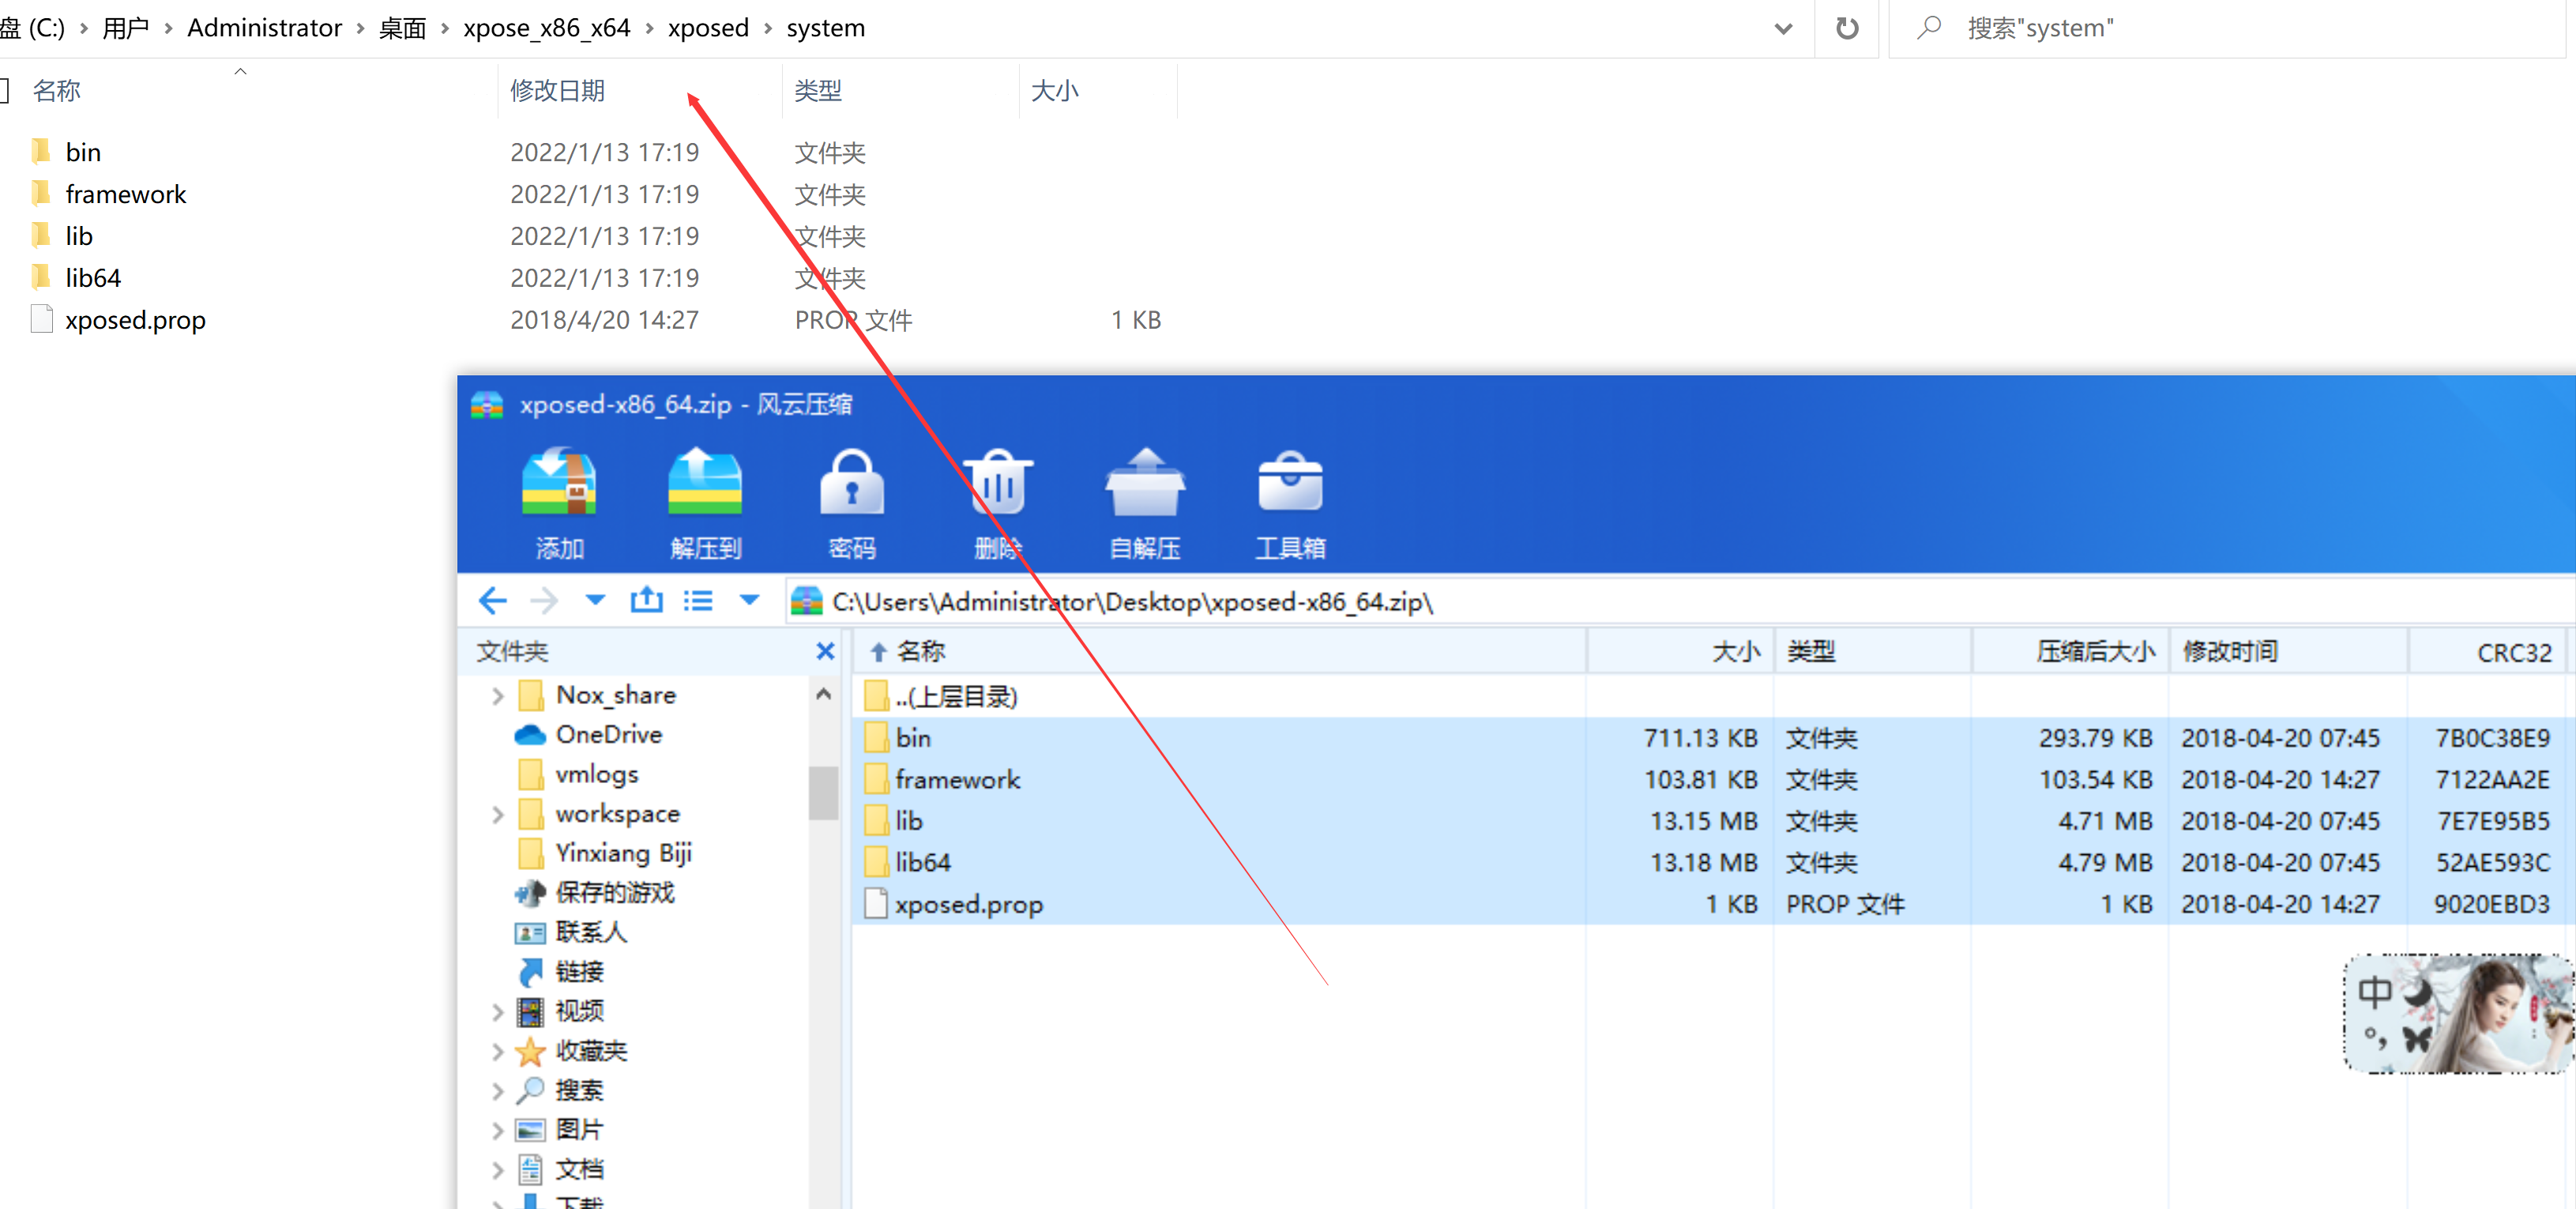 盘 (C:) › 用户 › Administrator › 桌面 › xpose_x86_x64 › xposed › system 搜索"system"
名称 修改日期 类型 大小
bin 2022/1/13 17:19 文件夹
framework 2022/1/13 17:19 文件夹
lib 2022/1/13 17:19 文件夹
lib64 2022/1/13 17:19 文件夹
xposed.prop 2018/4/20 14:27 PROP 文件 1 KB
xposed-x86_64.zip - 风云压缩
添加 解压到 密码 删除 自解压 工具箱
C:\Users\Administrator\Desktop\xposed-x86_64.zip\
文件夹 名称 大小 类型 压缩后大小 修改时间 CRC32
Nox_share ..(上层目录)
OneDrive bin 711.13 KB 文件夹 293.79 KB 2018-04-20 07:45 7B0C38E9
vmlogs framework 103.81 KB 文件夹 103.54 KB 2018-04-20 14:27 7122AA2E
workspace lib 13.15 MB 文件夹 4.71 MB 2018-04-20 07:45 7E7E95B5
Yinxiang Biji lib64 13.18 MB 文件夹 4.79 MB 2018-04-20 07:45 52AE593C
保存的游戏 xposed.prop 1 KB PROP 文件 1 KB 2018-04-20 14:27 9020EBD3
联系人
链接
视频 中
收藏夹 °,
搜索
图片
文档
下载